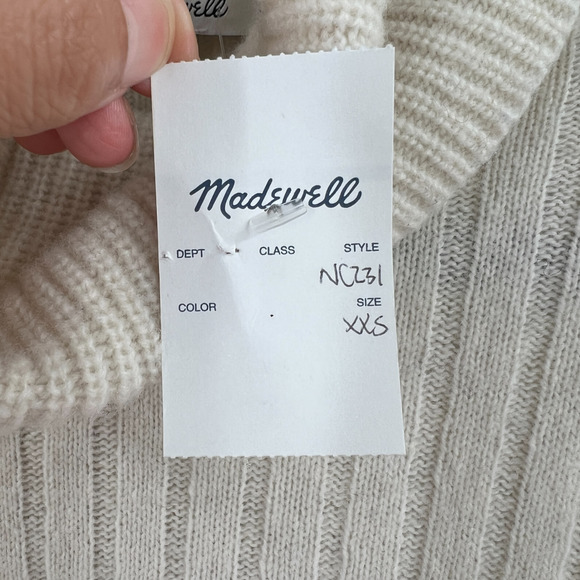 Madewell
DEPT CLASS STYLE
NC231
COLOR SIZE
XXS